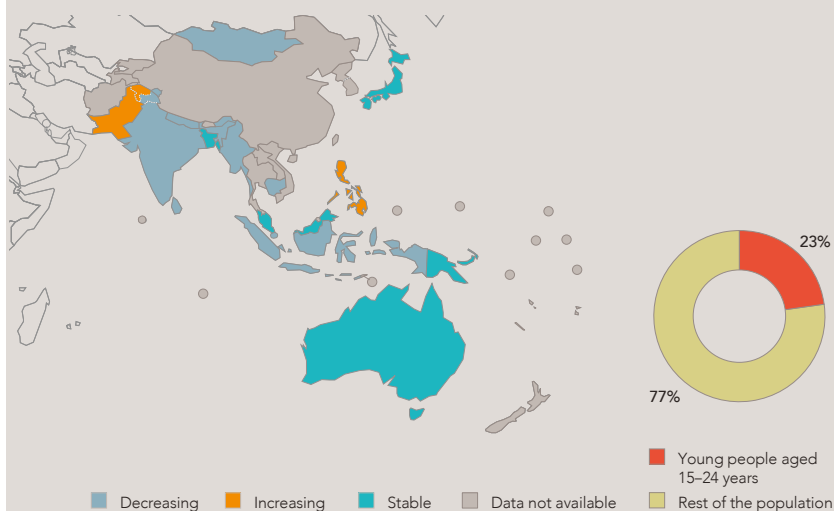 23%
77%
Young people aged
15–24 years
Decreasing
Increasing
Stable
Data not available
Rest of the population